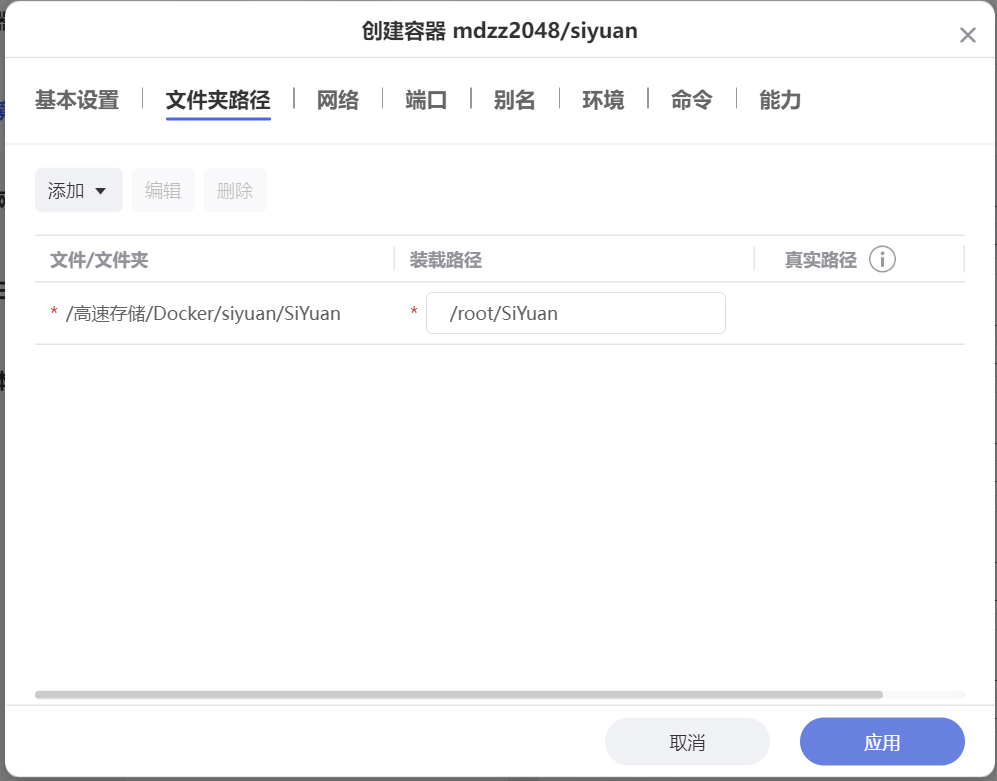 创建容器 mdzz2048/siyuan
基本设置 文件夹路径 网络 端口 别名 环境 命令 能力
添加 编辑 删除
文件/文件夹 装载路径 真实路径
* /高速存储/Docker/siyuan/SiYuan * /root/SiYuan
取消 应用